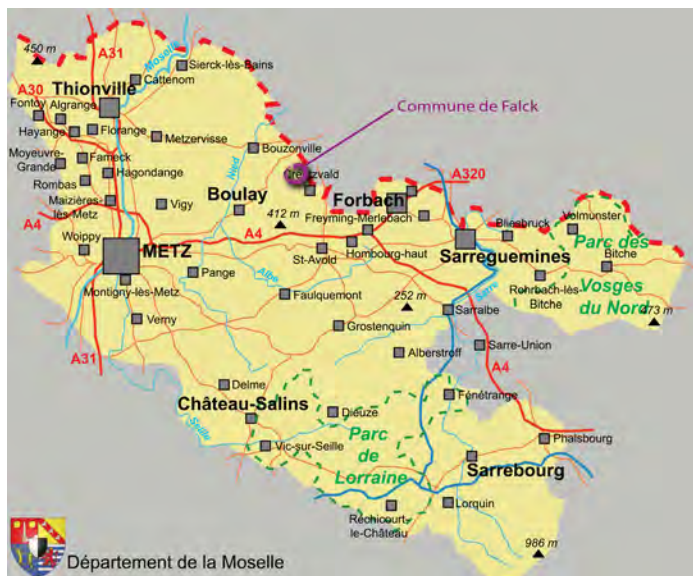 450 m
A31
Moselle
Sierck-lès-Bains
A30
Thionville
Cattenom
Fontoy
Algrange
Hayange
Florange
Metzervisse
Bouzonville
Commune de Falck
Moyeuvre-
Grande
Fameck
Hagondange
Rombas
Nied
Boulay
Forbach
A320
Maizières-
lès-Metz
Vigy
412 m
Freyming-Merlebach
Bliesbruck
Volmunster
A4
A4
Woippy
METZ
St-Avold
Hombourg-haut
Sarreguemines
Parc des
Vosges
du Nord
Bitche
Rohrbach-lès-
Bitche
Montigny-lès-Metz
Pange
Albe
Faulquemont
252 m
Sarre
473 m
Verny
Sarralbe
Grostenquin
A31
Alberstroff
Sarre-Union
A4
Delme
Château-Salins
Dieuze
Fénétrange
Seille
Vic-sur-Seille
Parc
de
Lorraine
Phalsbourg
Sarrebourg
Réchicourt-
le-Château
Lorquin
986 m
Département de la Moselle